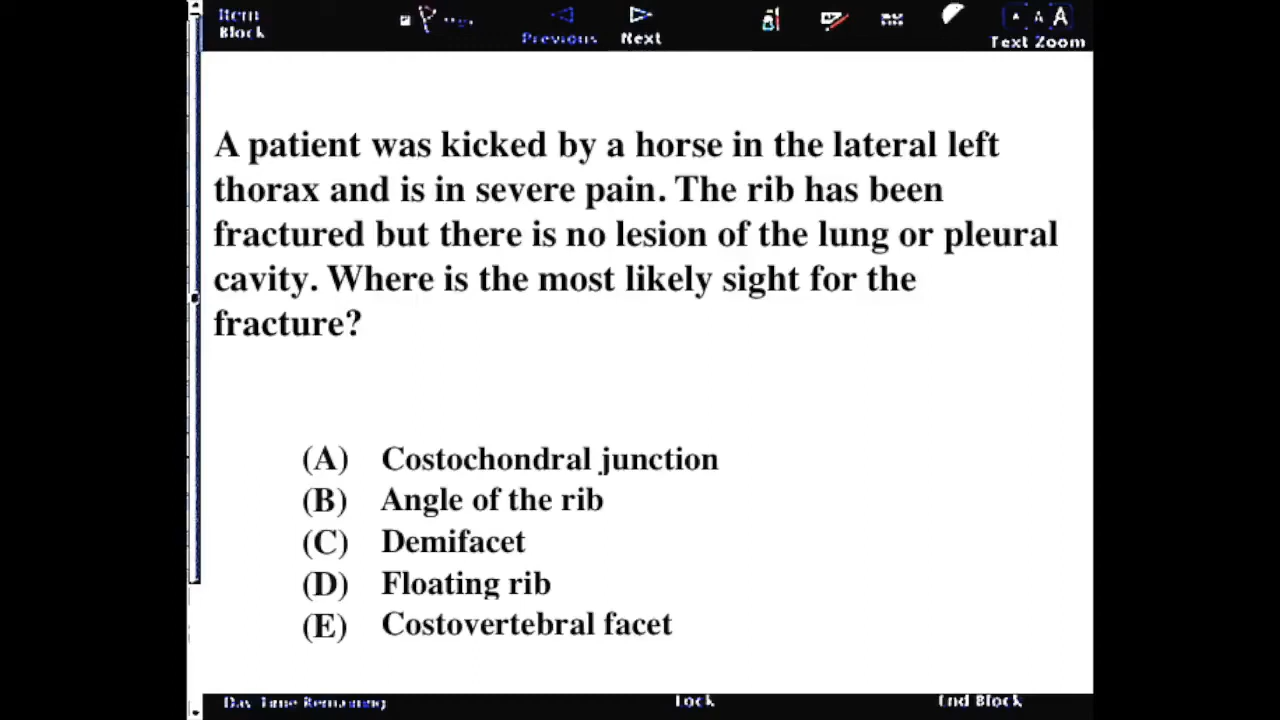 Item
Block
Previous
Next
A A A
Text Zoom
A patient was kicked by a horse in the lateral left
thorax and is in severe pain. The rib has been
fractured but there is no lesion of the lung or pleural
cavity. Where is the most likely sight for the
fracture?
(A) Costochondral junction
(B) Angle of the rib
(C) Demifacet
(D) Floating rib
(E) Costovertebral facet
Day Time Remaining
Lock
End Block